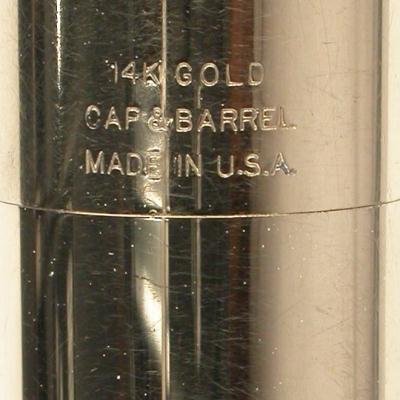 14K GOLD
CAP & BARREL
MADE IN U.S.A.